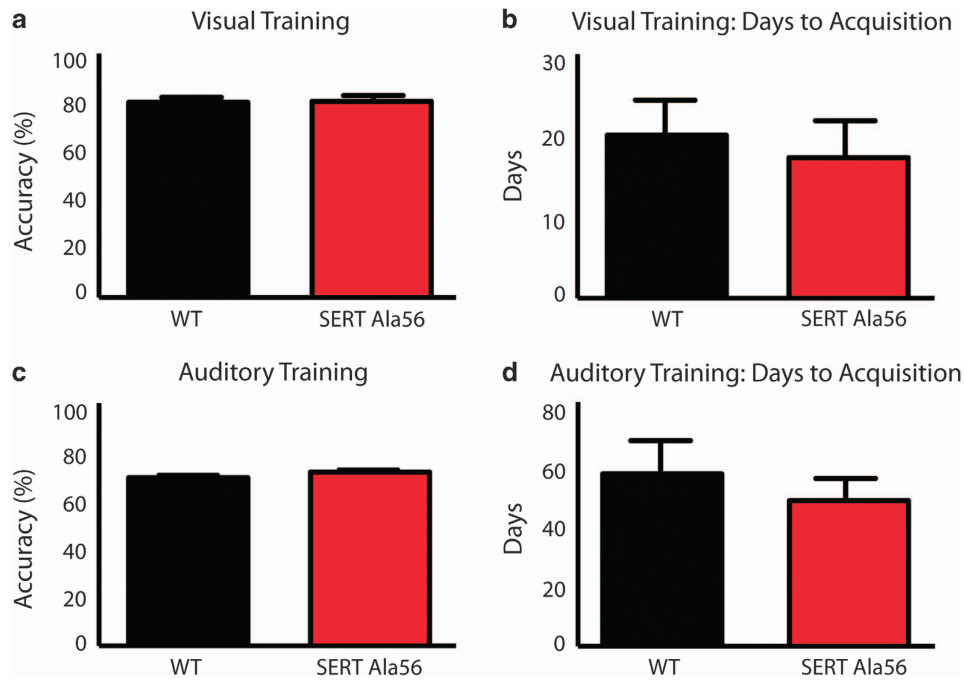 a Visual Training
100
80
60
40
20
0
Accuracy (%)
WT SERT Ala56
b Visual Training: Days to Acquisition
30
20
10
0
Days
WT SERT Ala56
c Auditory Training
100
80
60
40
20
0
Accuracy (%)
WT SERT Ala56
d Auditory Training: Days to Acquisition
80
60
40
20
0
Days
WT SERT Ala56